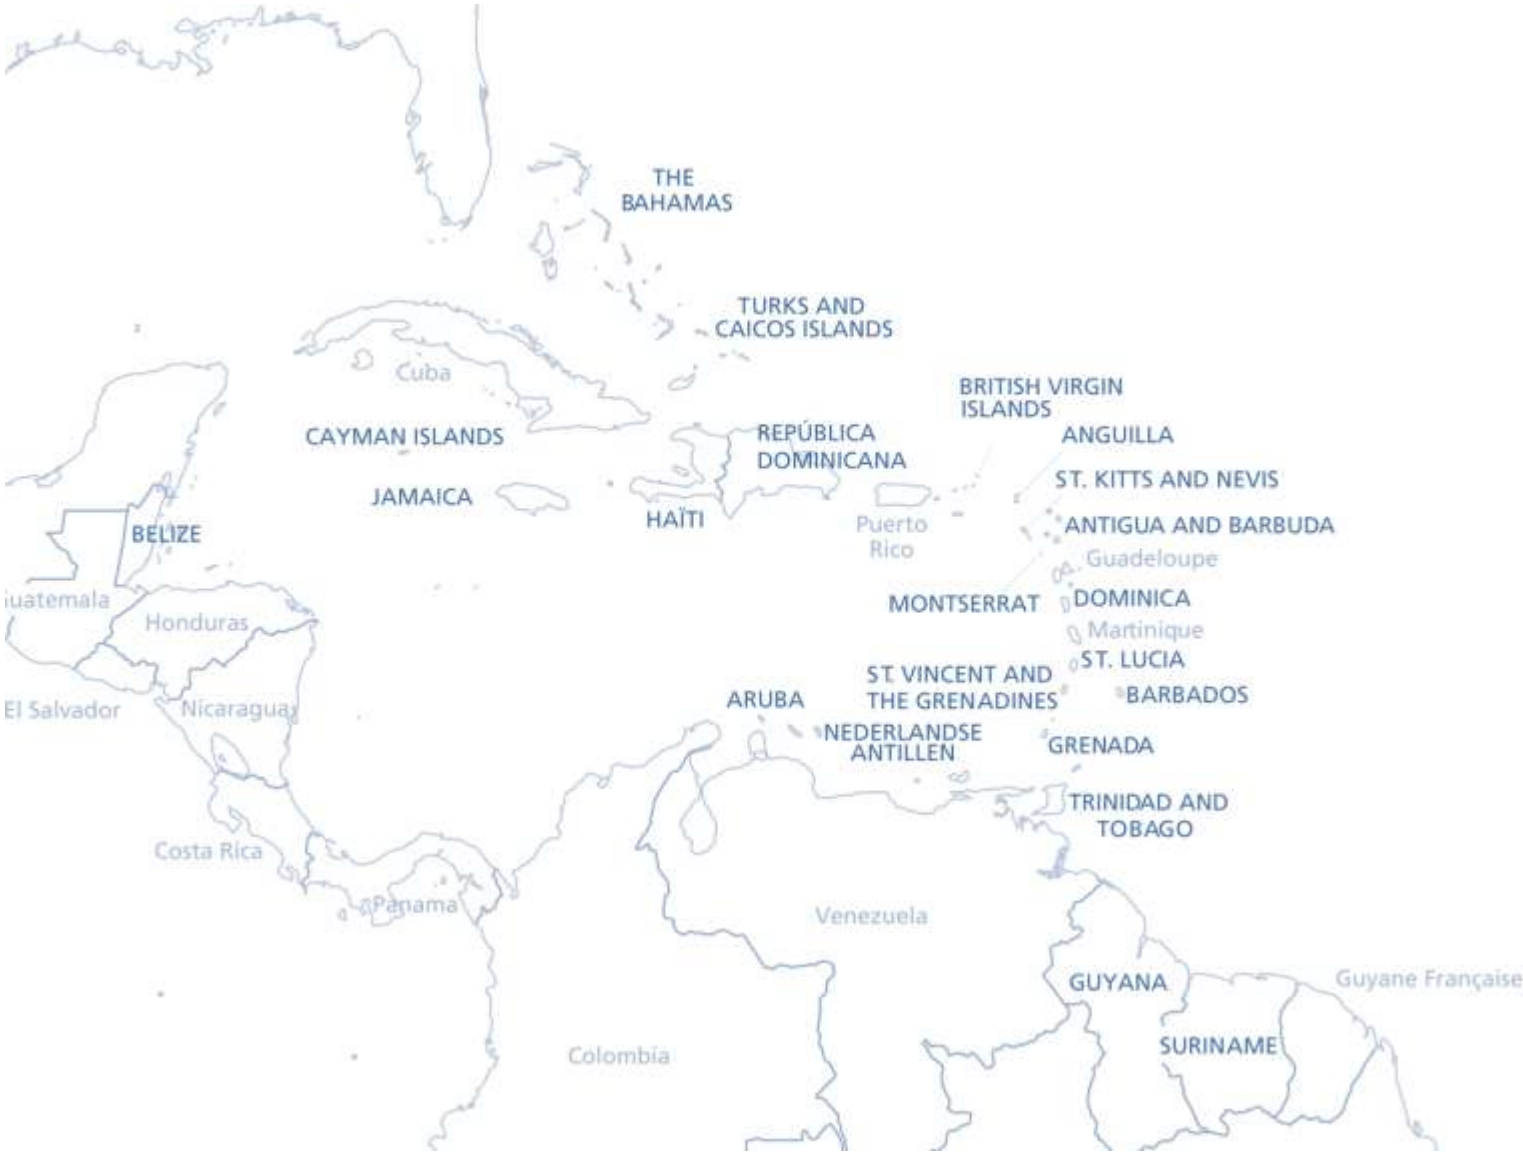 THE
BAHAMAS
TURKS AND
CAICOS ISLANDS
Cuba
BRITISH VIRGIN
ISLANDS
CAYMAN ISLANDS
REPÚBLICA
DOMINICANA
ANGUILLA
JAMAICA
HAÏTI
ST. KITTS AND NEVIS
Puerto
Rico
ANTIGUA AND BARBUDA
BELIZE
Guadeloupe
uatemala
Honduras
MONTSERRAT
DOMINICA
Martinique
ST. LUCIA
ST. VINCENT AND
THE GRENADINES
BARBADOS
El Salvador
Nicaragua
ARUBA
NEDERLANDSE
ANTILLEN
GRENADA
TRINIDAD AND
TOBAGO
Costa Rica
Panama
Venezuela
GUYANA
Guyane Française
SURINAME
Colombia